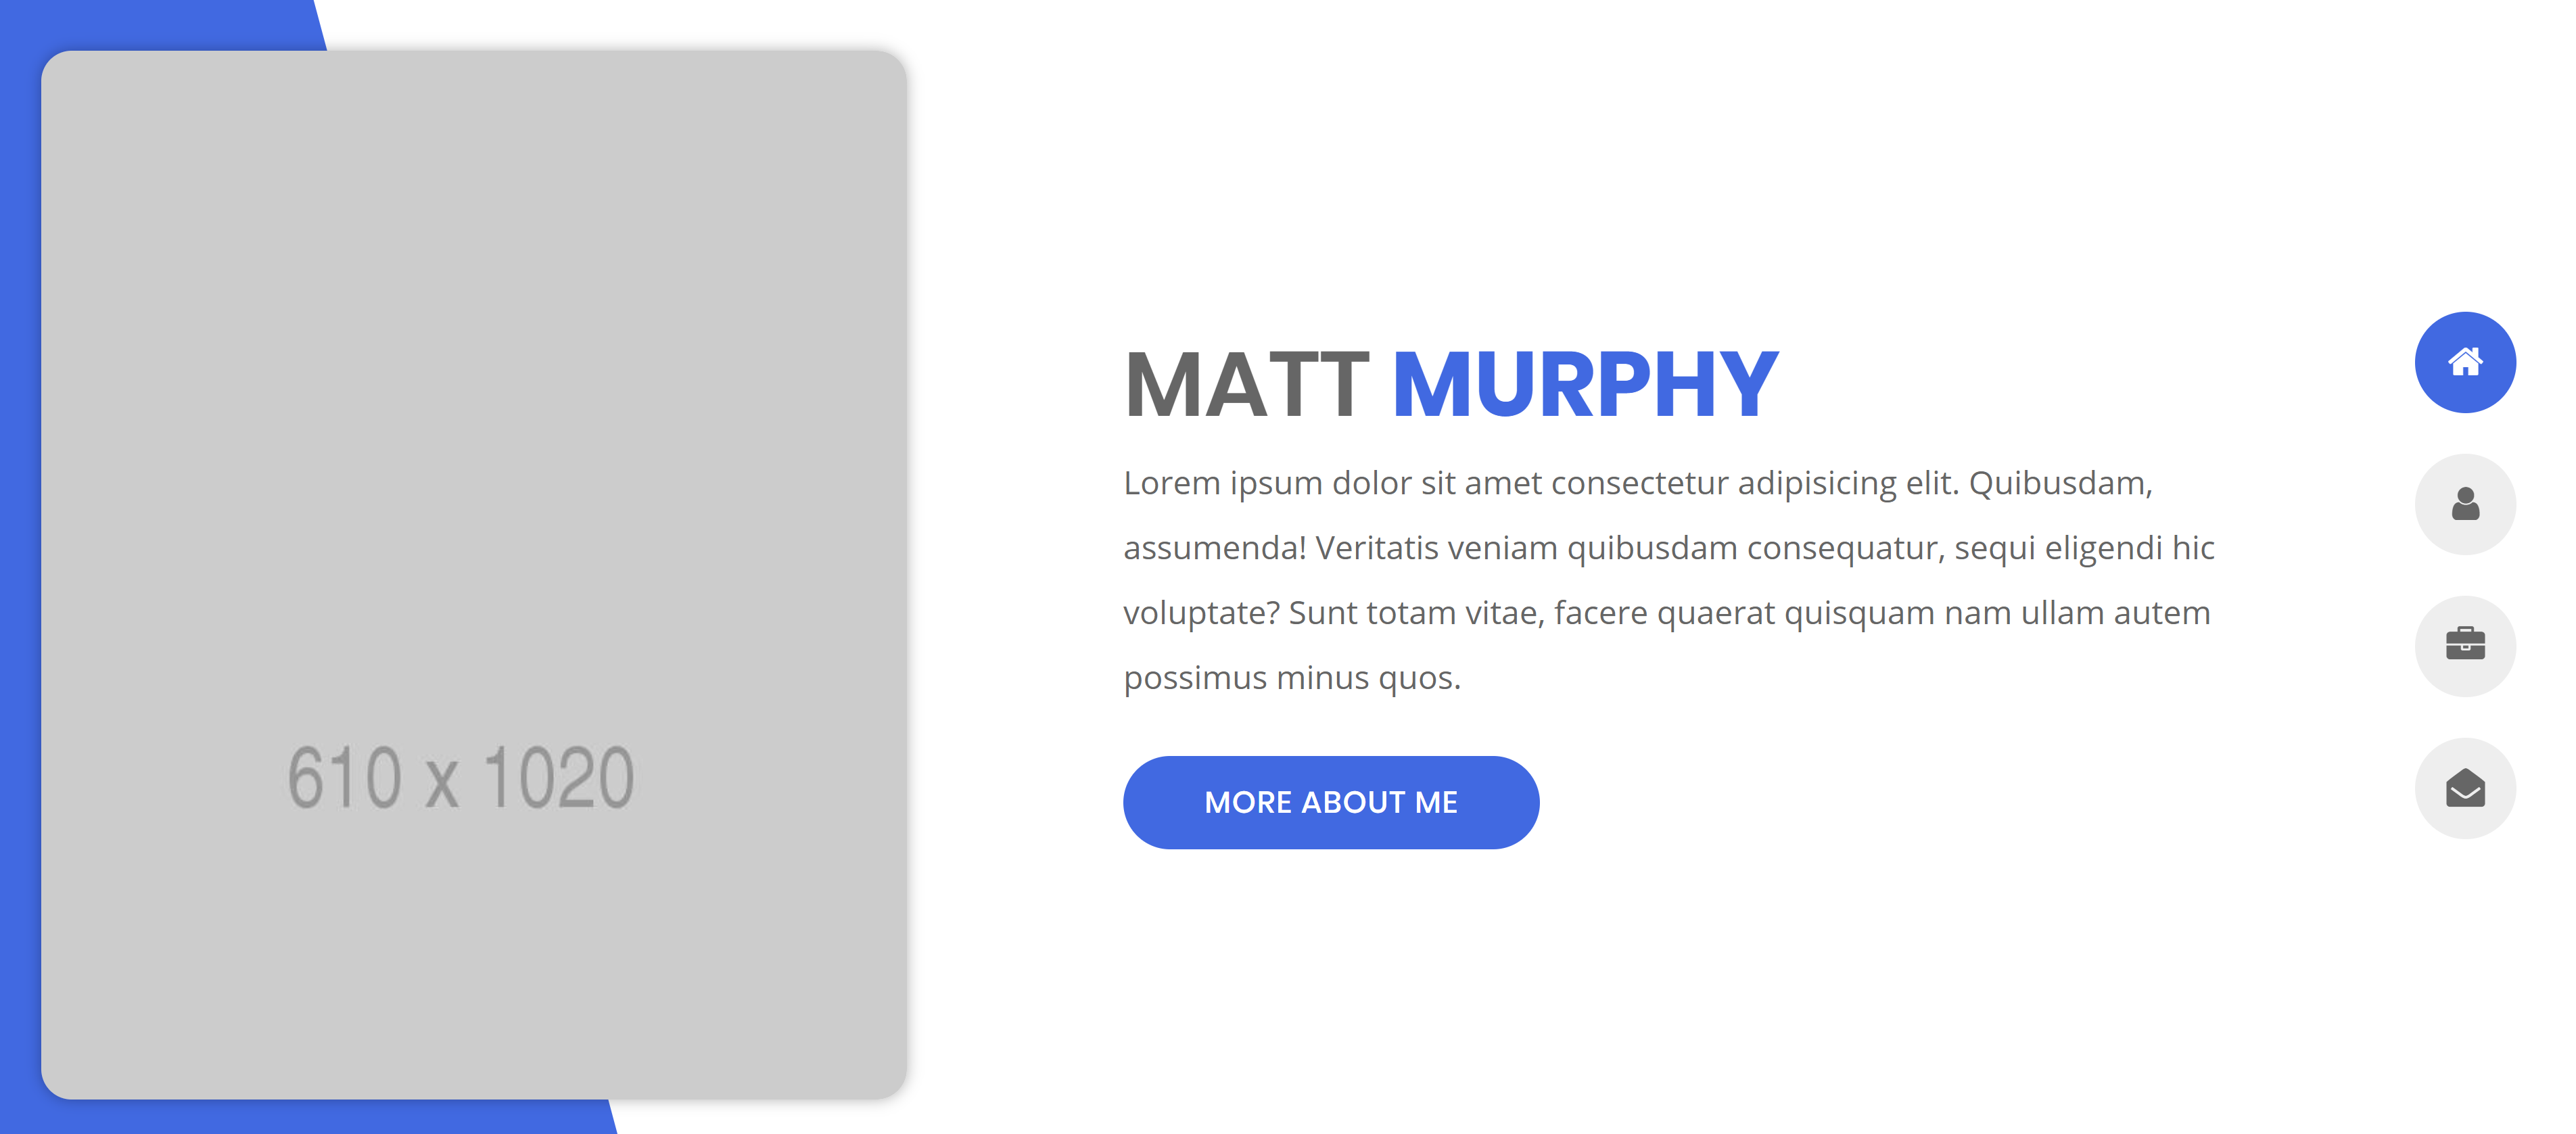 610 x 1020
MATT MURPHY
Lorem ipsum dolor sit amet consectetur adipisicing elit. Quibusdam,
assumenda! Veritatis veniam quibusdam consequatur, sequi eligendi hic
voluptate? Sunt totam vitae, facere quaerat quisquam nam ullam autem
possimus minus quos.
MORE ABOUT ME